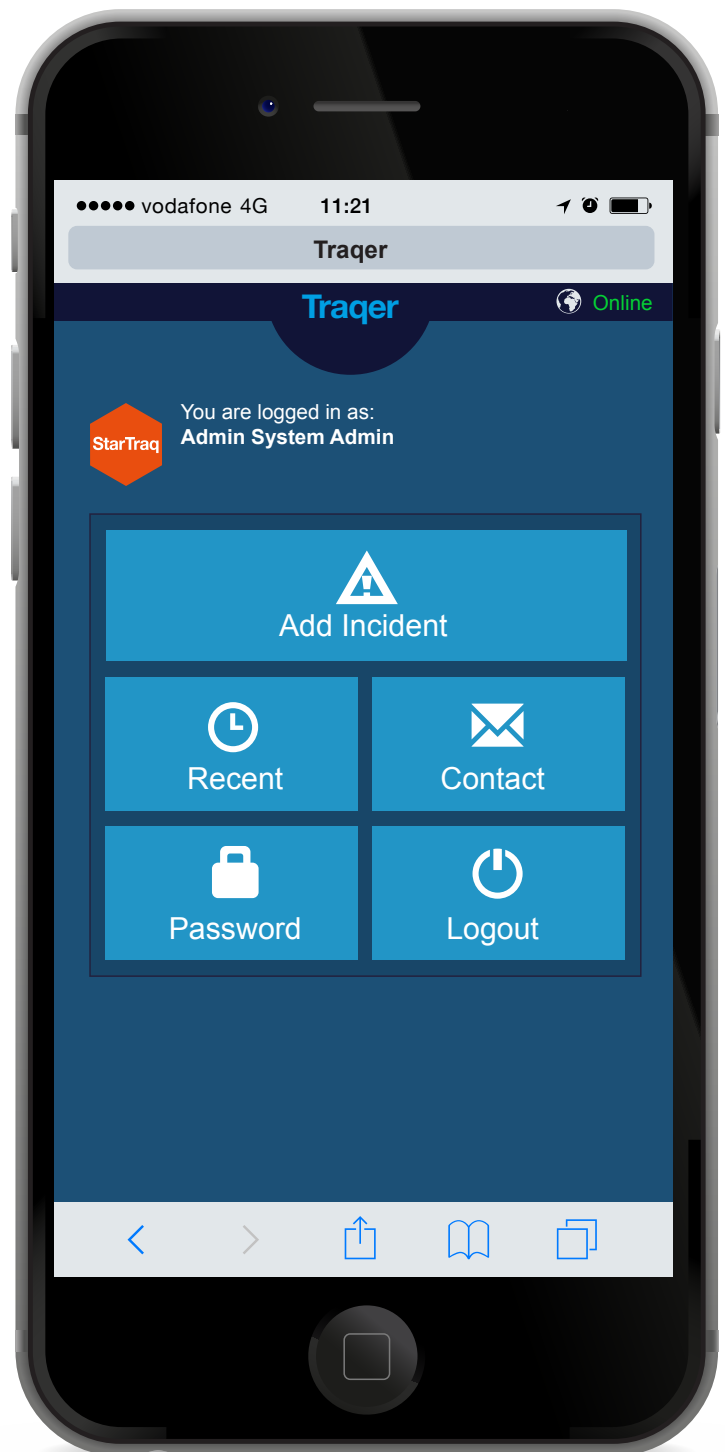 vodafone 4G 11:21
Traqer
Traqer Online
You are logged in as:
StarTraq Admin System Admin
Add Incident
Recent Contact
Password Logout